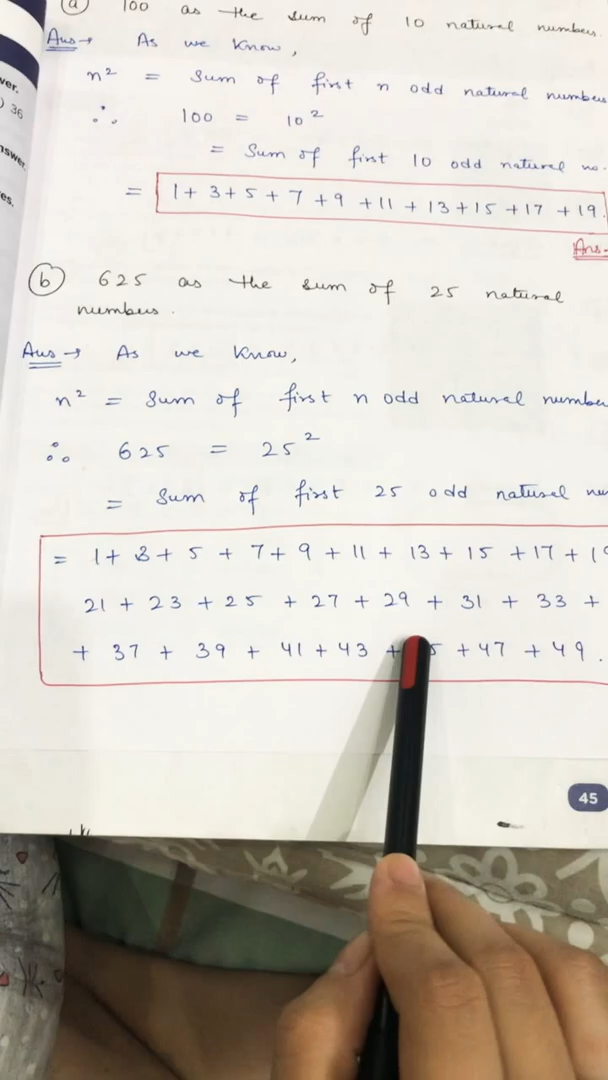 (a) 100 as the sum of 10 natural numbers.
Ans → As we know,
n² = Sum of first n odd natural numbers
∴ 100 = 10²
= Sum of first 10 odd natural no.
= 1 + 3 + 5 + 7 + 9 + 11 + 13 + 15 + 17 + 19.
Ans-
(b) 625 as the sum of 25 natural
numbers.
Ans → As we know,
n² = Sum of first n odd natural number
∴ 625 = 25²
= Sum of first 25 odd natural
= 1 + 3 + 5 + 7 + 9 + 11 + 13 + 15 + 17 +
21 + 23 + 25 + 27 + 29 + 31 + 33 +
+ 37 + 39 + 41 + 43 + + 47 + 49.
45
ver.
) 36
nswer.
es.